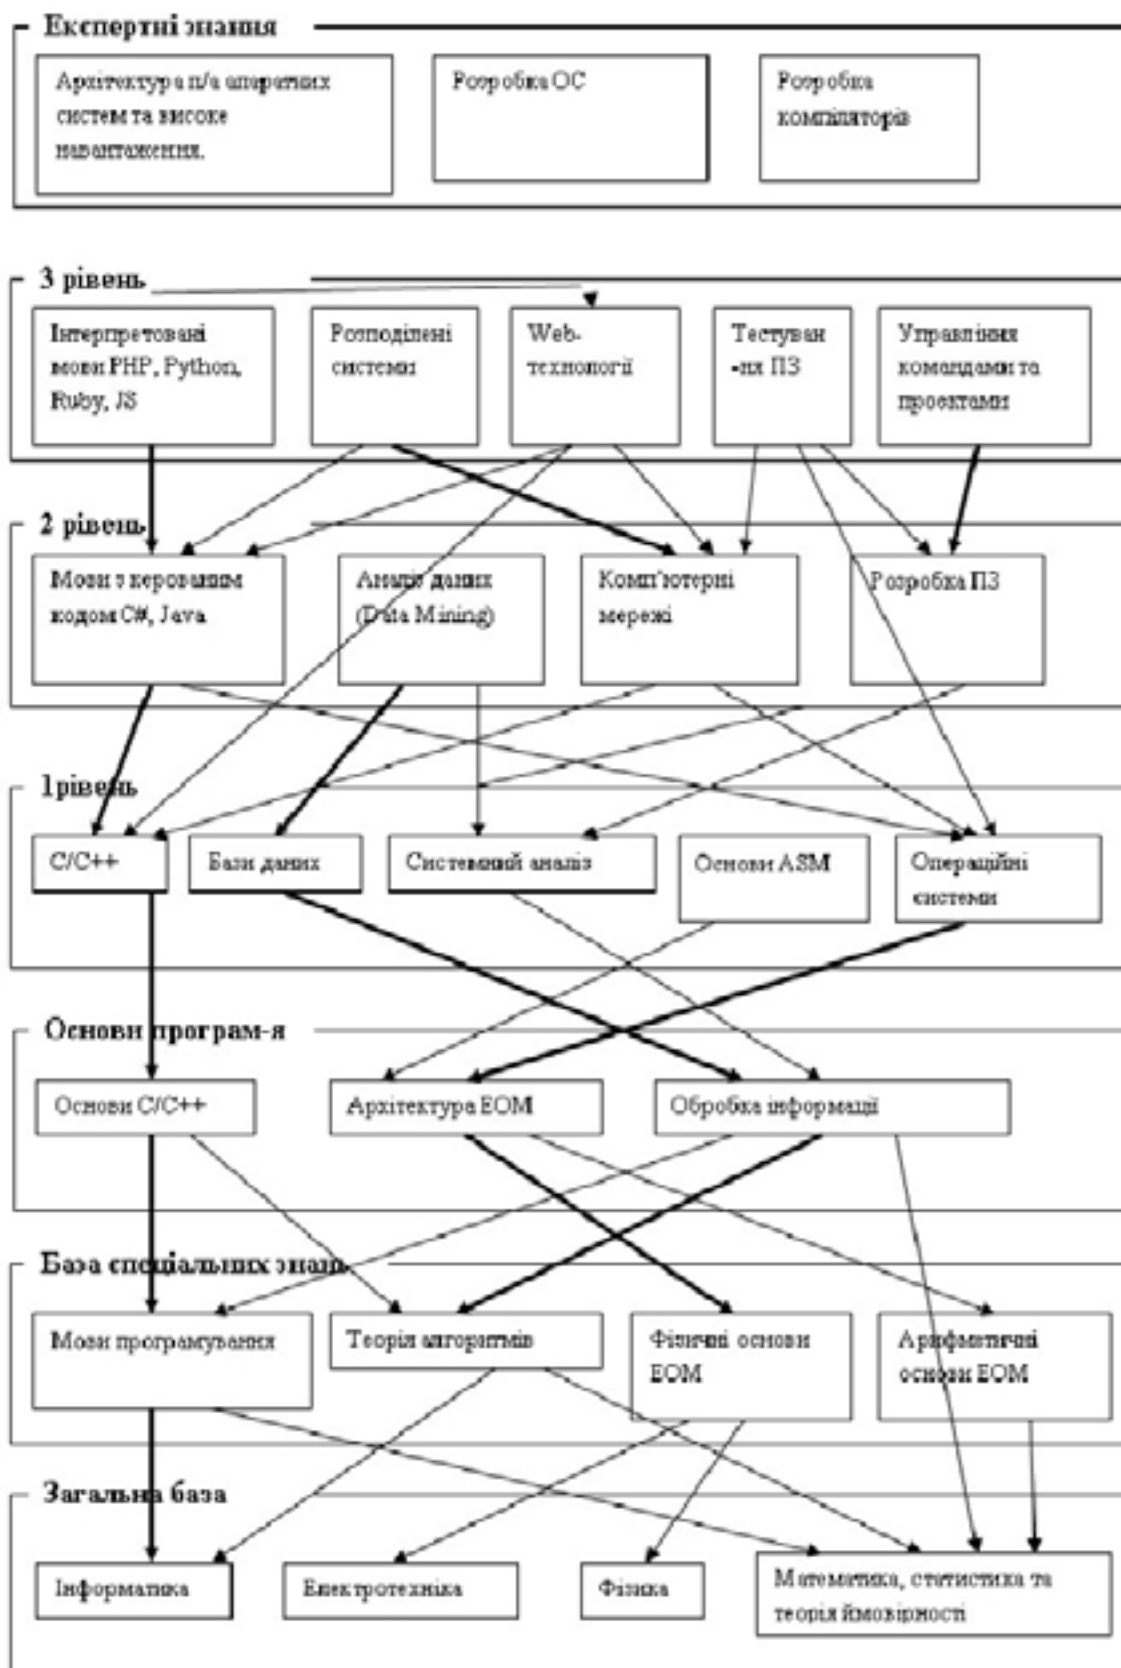 Експертні знання
Архітектура п/а апаратних
систем та високе
навантаження.
Розробка ОС
Розробка
компіляторів
3 рівень
Інтерпретовані
мови PHP, Python,
Ruby, JS
Розподілені
системи
Web-
технології
Тестуван
-ня ПЗ
Управління
командами та
проектами
2 рівень
Мови з керованим
кодом C#, Java
Аналіз даних
(Data Mining)
Комп'ютерні
мережі
Розробка ПЗ
1рівень
C/C++
Бази даних
Системний аналіз
Основи ASM
Операційні
системи
Основи програм-я
Основи C/C++
Архітектура ЕОМ
Обробка інформації
База спеціальних знань
Мови програмування
Теорія алгоритмів
Фізичні основи
ЕОМ
Арифметичні
основи ЕОМ
Загальна база
Інформатика
Електротехніка
Фізика
Математика, статистика та
теорія ймовірності